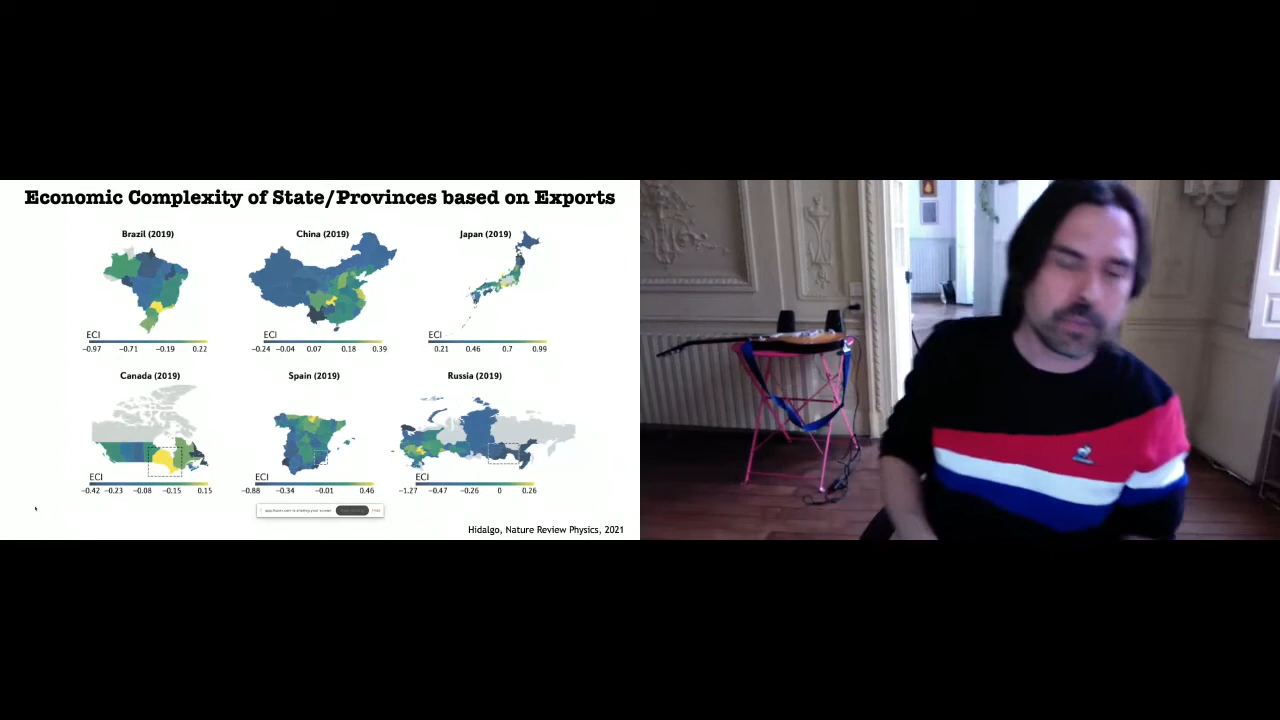 Economic Complexity of State/Provinces based on Exports
Brazil (2019)
China (2019)
Japan (2019)
ECI
−0.97 −0.71 −0.19 0.22
ECI
−0.24 −0.04 0.07 0.18 0.39
ECI
0.21 0.46 0.7 0.99
Canada (2019)
Spain (2019)
Russia (2019)
ECI
−0.42 −0.23 −0.08 −0.15 0.15
ECI
−0.88 −0.34 −0.01 0.46
ECI
−1.27 −0.47 −0.26 0 0.26
is sharing your screen
Hidalgo, Nature Review Physics, 2021